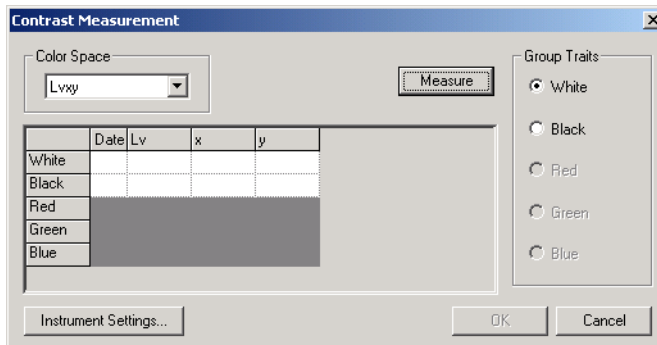 Contrast Measurement
Color Space
Lvxy
Measure
Date Lv x y
White
Black
Red
Green
Blue
Group Traits
White
Black
Red
Green
Blue
Instrument Settings...
OK
Cancel